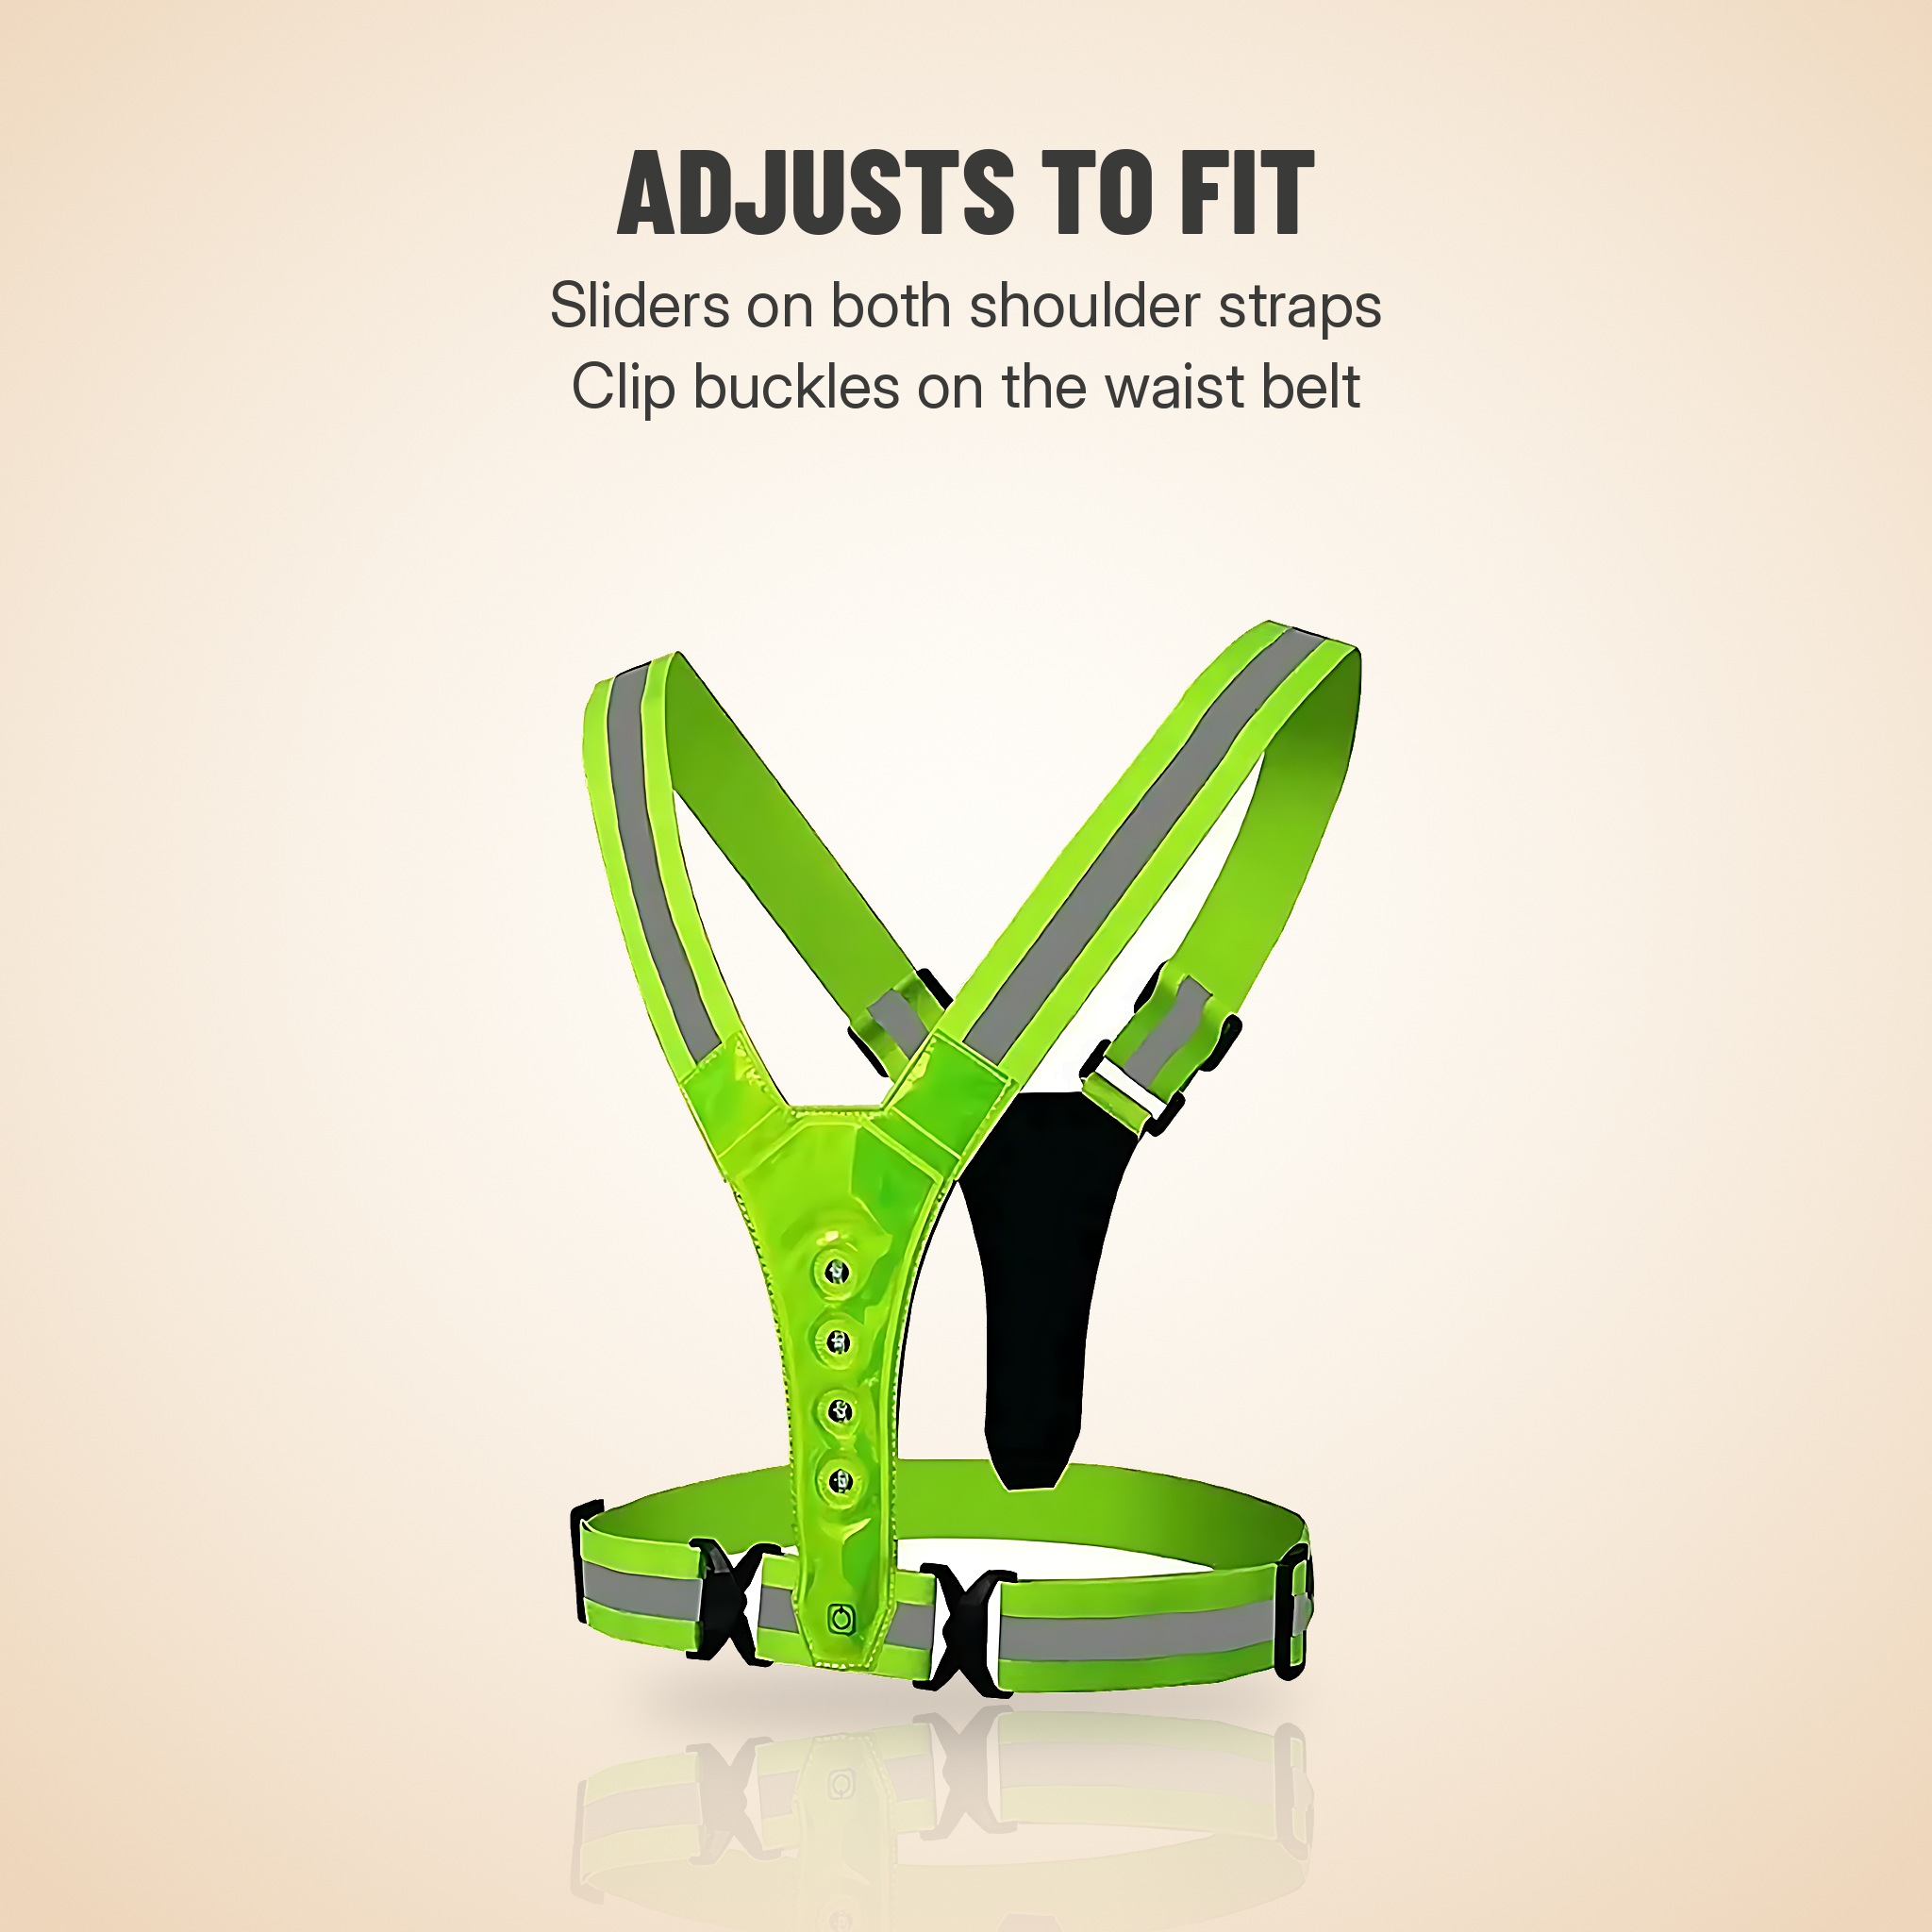 ADJUSTS TO FIT
Sliders on both shoulder straps
Clip buckles on the waist belt